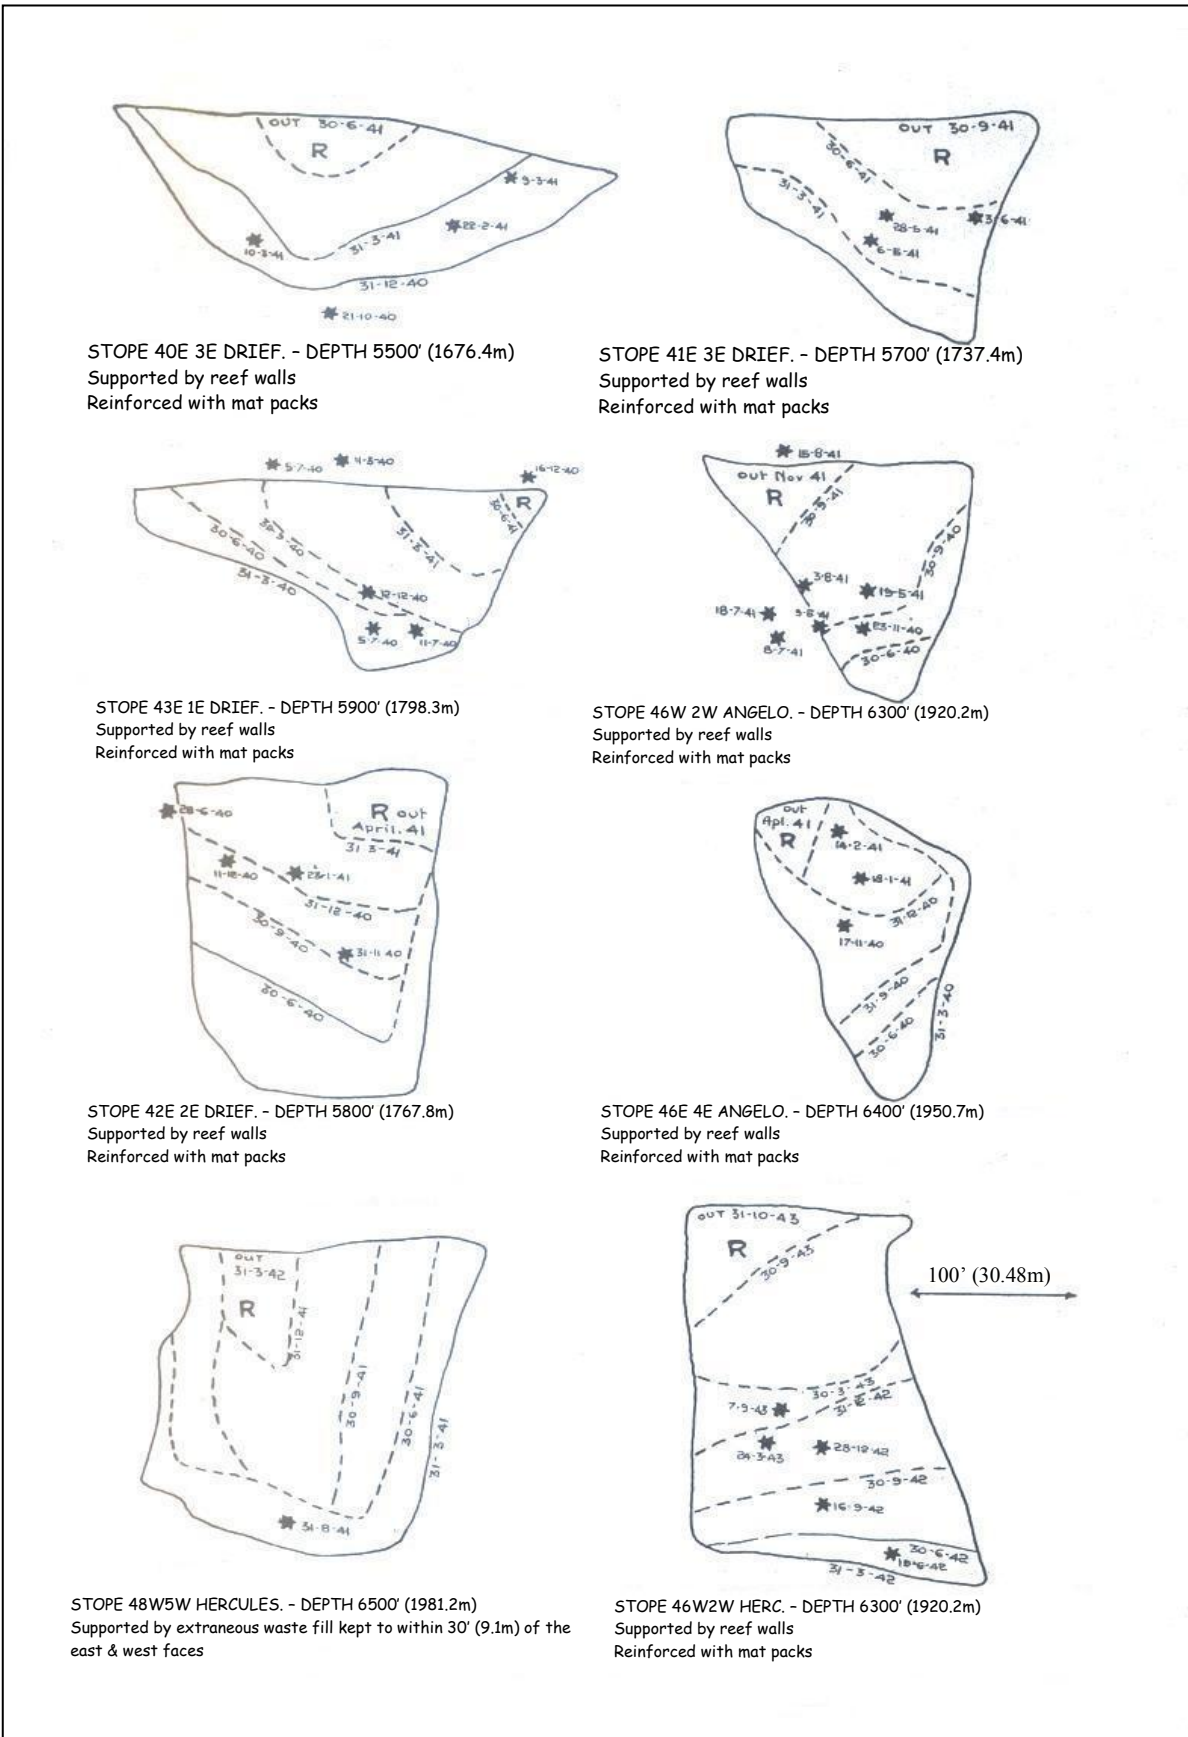 OUT 30-6-41
R
9-3-41
22-2-41
10-3-41
31-3-41
31-12-40
21-10-40
STOPE 40E 3E DRIEF. – DEPTH 5500' (1676.4m)
Supported by reef walls
Reinforced with mat packs
OUT 30-9-41
R
30-6-41
31-3-41
28-5-41
6-5-41
STOPE 41E 3E DRIEF. – DEPTH 5700' (1737.4m)
Supported by reef walls
Reinforced with mat packs
5-7-40
4-3-40
16-12-40
R
30-6-41
31-3-41
30-6-40
31-3-40
12-12-40
5-7-40
11-7-40
STOPE 43E 1E DRIEF. – DEPTH 5900' (1798.3m)
Supported by reef walls
Reinforced with mat packs
15-8-41
out Nov 41
R
30-9-40
3-8-41
19-5-41
18-7-41
23-11-40
8-7-41
30-6-40
STOPE 46W 2W ANGELO. – DEPTH 6300' (1920.2m)
Supported by reef walls
Reinforced with mat packs
28-6-40
R out
April. 41
31 3-41
11-12-40
23-1-41
31-12-40
30-9-40
31-11-40
30-6-40
STOPE 42E 2E DRIEF. – DEPTH 5800' (1767.8m)
Supported by reef walls
Reinforced with mat packs
out
Apl. 41
R
14-2-41
18-1-41
31-12-40
17-11-40
31-9-40
30-6-40
31-3-40
STOPE 46E 4E ANGELO. – DEPTH 6400' (1950.7m)
Supported by reef walls
Reinforced with mat packs
OUT
31-3-42
R
31-12-41
30-9-41
30-6-41
31-3-41
31-8-41
STOPE 48W5W HERCULES. – DEPTH 6500' (1981.2m)
Supported by extraneous waste fill kept to within 30' (9.1m) of the
east & west faces
OUT 31-10-43
R
30-9-43
100' (30.48m)
30-3-43
31-12-42
7-9-43
24-3-43
28-12-42
30-9-42
16-9-42
30-6-42
31-3-42
STOPE 46W2W HERC. – DEPTH 6300' (1920.2m)
Supported by reef walls
Reinforced with mat packs